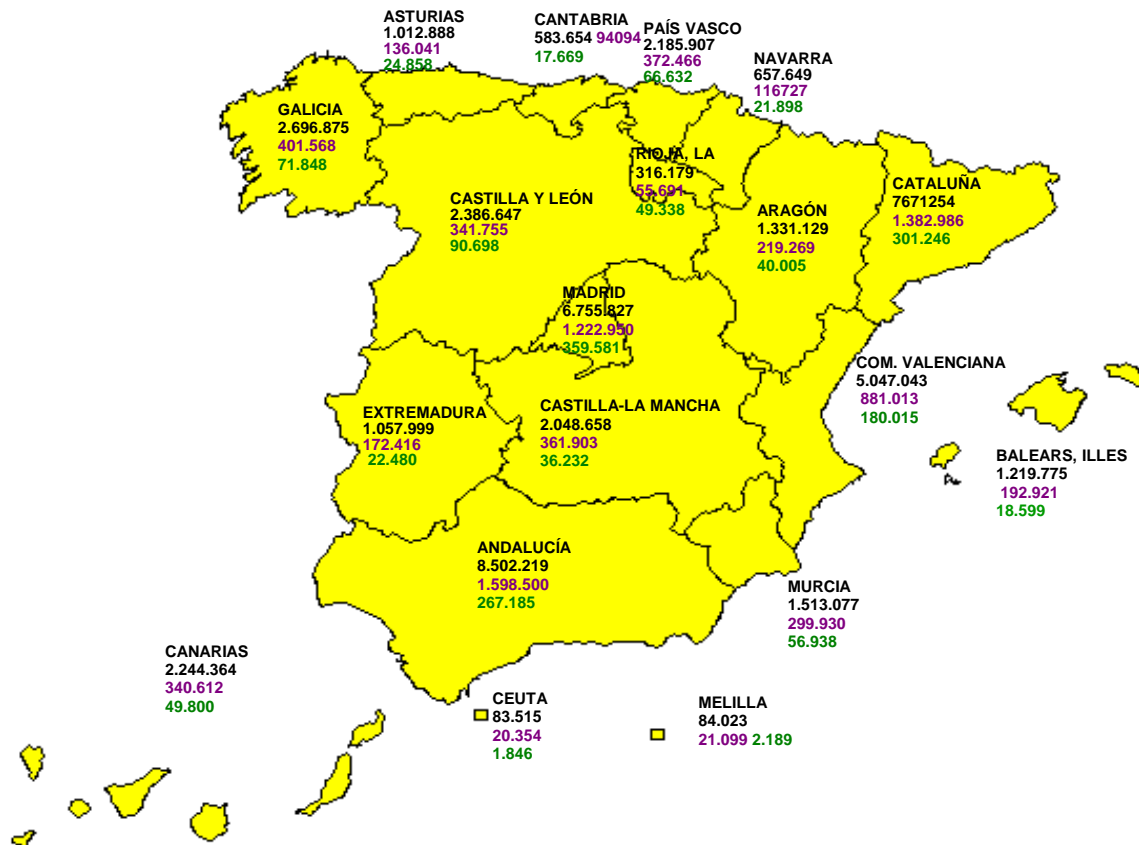 ASTURIAS
1.012.888
136.041
24.858
CANTABRIA
583.654 94094
17.669
PAÍS VASCO
2.185.907
372.466
66.632
NAVARRA
657.649
116727
21.898
GALICIA
2.696.875
401.568
71.848
RIOJA, LA
316.179
55.691
49.338
CASTILLA Y LEÓN
2.386.647
341.755
90.698
ARAGÓN
1.331.129
219.269
40.005
CATALUÑA
7671254
1.382.986
301.246
MADRID
6.755.827
1.222.950
359.581
COM. VALENCIANA
5.047.043
881.013
180.015
EXTREMADURA
1.057.999
172.416
22.480
CASTILLA-LA MANCHA
2.048.658
361.903
36.232
BALEARS, ILLES
1.219.775
192.921
18.599
ANDALUCÍA
8.502.219
1.598.500
267.185
MURCIA
1.513.077
299.930
56.938
CANARIAS
2.244.364
340.612
49.800
CEUTA
83.515
20.354
1.846
MELILLA
84.023
21.099 2.189